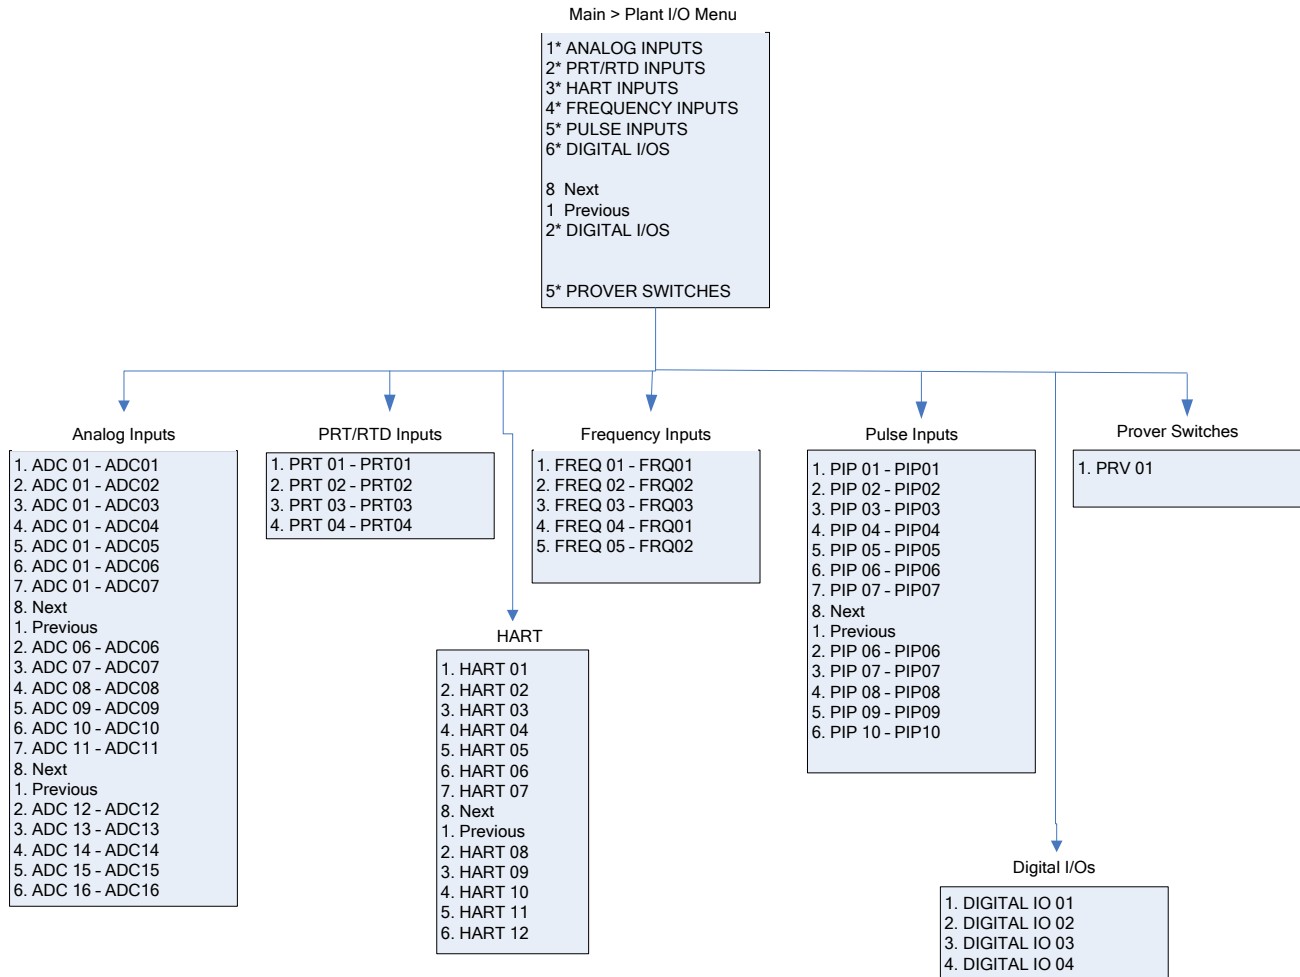 Main > Plant I/O Menu
1* ANALOG INPUTS
2* PRT/RTD INPUTS
3* HART INPUTS
4* FREQUENCY INPUTS
5* PULSE INPUTS
6* DIGITAL I/OS
8 Next
1 Previous
2* DIGITAL I/OS
5* PROVER SWITCHES
Analog Inputs
1. ADC 01 – ADC01
2. ADC 01 – ADC02
3. ADC 01 – ADC03
4. ADC 01 – ADC04
5. ADC 01 – ADC05
6. ADC 01 – ADC06
7. ADC 01 – ADC07
8. Next
1. Previous
2. ADC 06 – ADC06
3. ADC 07 – ADC07
4. ADC 08 – ADC08
5. ADC 09 – ADC09
6. ADC 10 – ADC10
7. ADC 11 – ADC11
8. Next
1. Previous
2. ADC 12 – ADC12
3. ADC 13 – ADC13
4. ADC 14 – ADC14
5. ADC 15 – ADC15
6. ADC 16 – ADC16
PRT/RTD Inputs
1. PRT 01 – PRT01
2. PRT 02 – PRT02
3. PRT 03 – PRT03
4. PRT 04 – PRT04
HART
1. HART 01
2. HART 02
3. HART 03
4. HART 04
5. HART 05
6. HART 06
7. HART 07
8. Next
1. Previous
2. HART 08
3. HART 09
4. HART 10
5. HART 11
6. HART 12
Frequency Inputs
1. FREQ 01 – FRQ01
2. FREQ 02 – FRQ02
3. FREQ 03 – FRQ03
4. FREQ 04 – FRQ01
5. FREQ 05 – FRQ02
Pulse Inputs
1. PIP 01 – PIP01
2. PIP 02 – PIP02
3. PIP 03 – PIP03
4. PIP 04 – PIP04
5. PIP 05 – PIP05
6. PIP 06 – PIP06
7. PIP 07 – PIP07
8. Next
1. Previous
2. PIP 06 – PIP06
3. PIP 07 – PIP07
4. PIP 08 – PIP08
5. PIP 09 – PIP09
6. PIP 10 – PIP10
Digital I/Os
1. DIGITAL IO 01
2. DIGITAL IO 02
3. DIGITAL IO 03
4. DIGITAL IO 04
Prover Switches
1. PRV 01